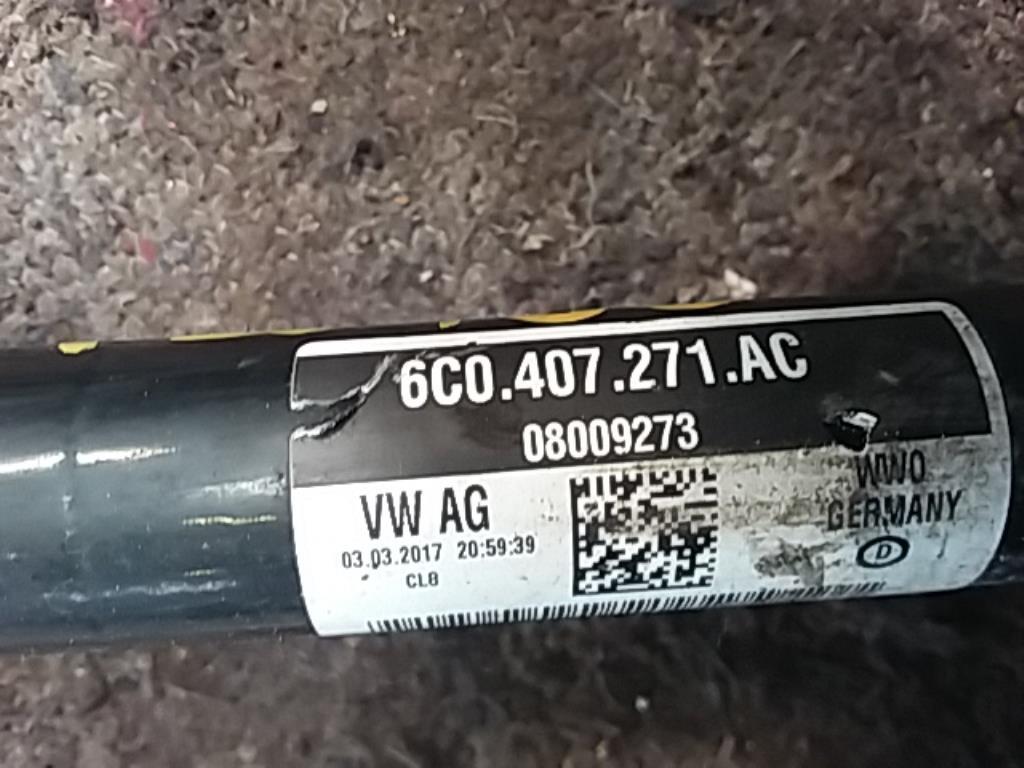 6C0.407.271.AC
08009273
VW AG
03.03.2017 20:59:39
CL8
WWO
GERMANY
D